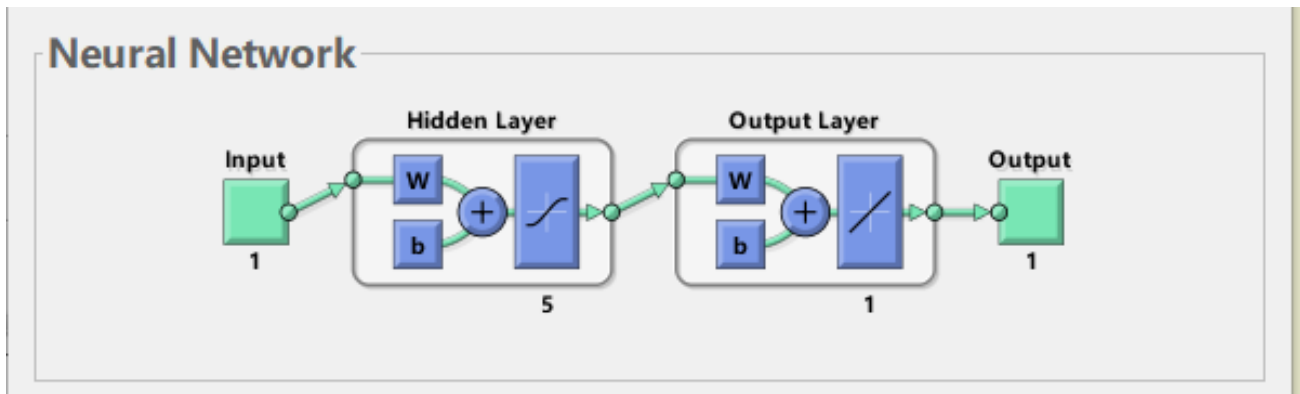 Neural Network
Hidden Layer
Output Layer
Input
Output
W
b
+
W
b
+
1
5
1
1